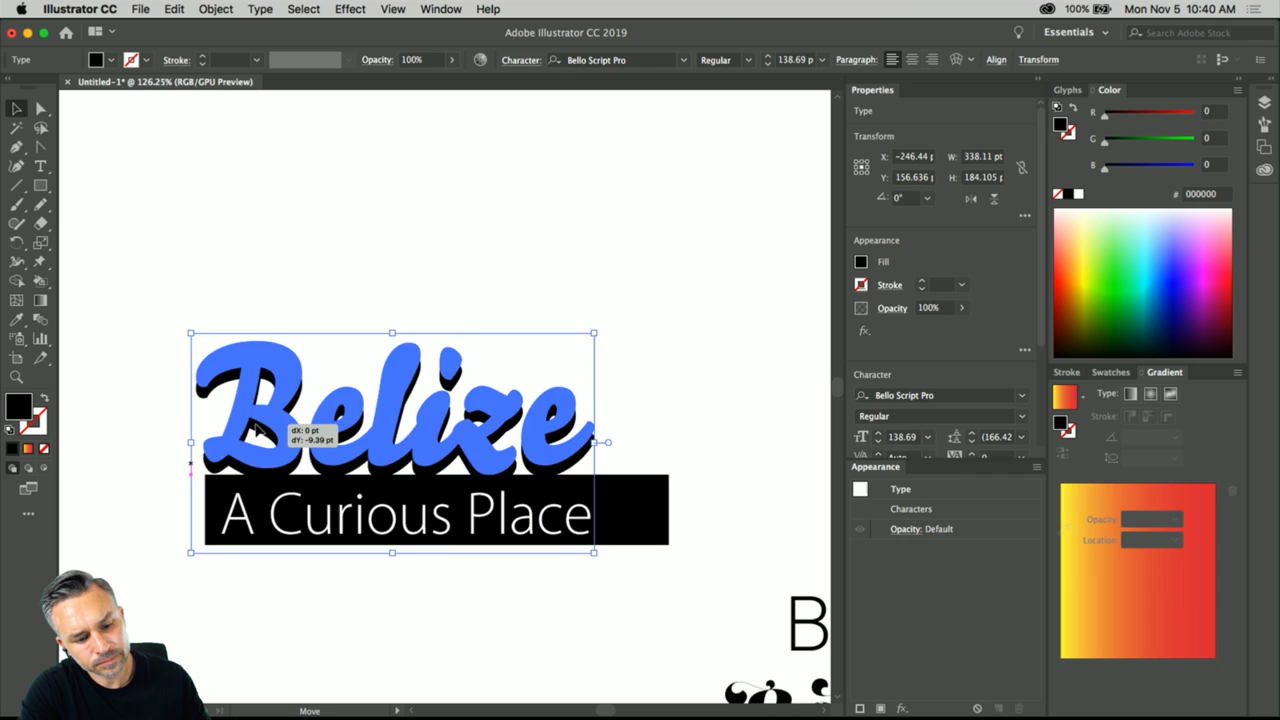 Illustrator CC File Edit Object Type Select Effect View Window Help 100% Mon Nov 5 10:40 AM
Adobe Illustrator CC 2019 Essentials Search Adobe Stock
Type Stroke: Opacity: 100% Character: Bello Script Pro Regular 138.69 p Paragraph: Align Transform
× Untitled-1* @ 126.25% (RGB/GPU Preview)
Properties
Type
Transform
X: -246.44 p W: 338.11 pt
Y: 156.636 p H: 184.105 p
0°
Appearance
Fill
Stroke
Opacity 100%
fx.
Character
Bello Script Pro
Regular
138.69 (166.42
Auto
Appearance
Type
Characters
Opacity: Default
fx
Glyphs Color
R 0
G 0
B 0
# 000000
Stroke Swatches Gradient
Type:
Stroke:
Opacity:
Location:
Belize
dX: 0 pt
dY: -9.39 pt
A Curious Place
B
Move